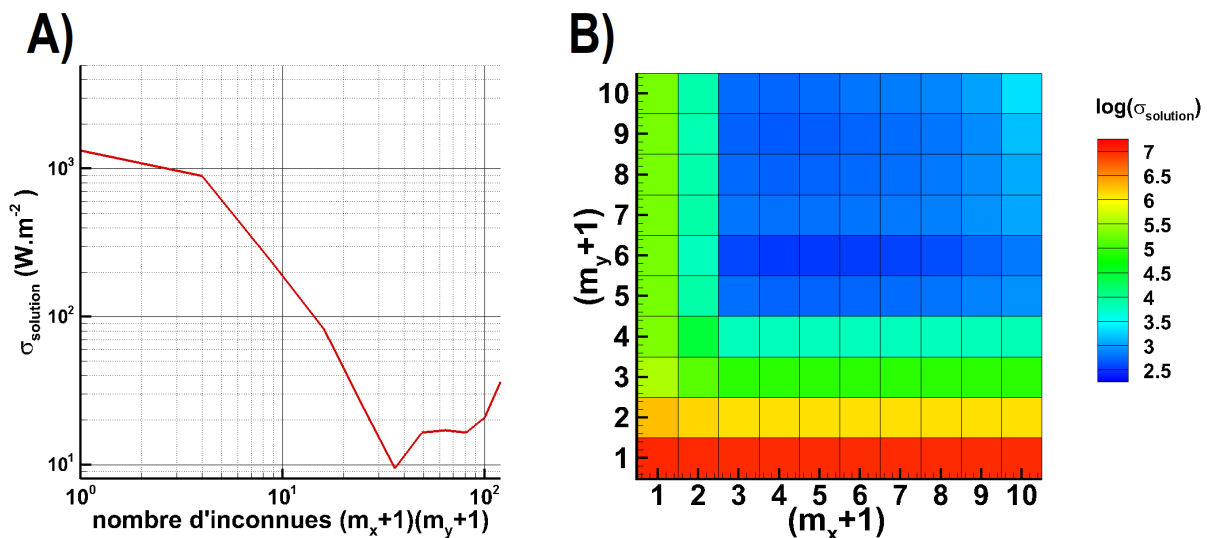 A)
σsolution (W.m⁻²)
10³
10²
10¹
10⁰ 10¹ 10²
nombre d'inconnues (mx+1)(my+1)
B)
(my+1)
10
9
8
7
6
5
4
3
2
1
1 2 3 4 5 6 7 8 9 10
(mx+1)
log(σsolution)
7
6.5
6
5.5
5
4.5
4
3.5
3
2.5